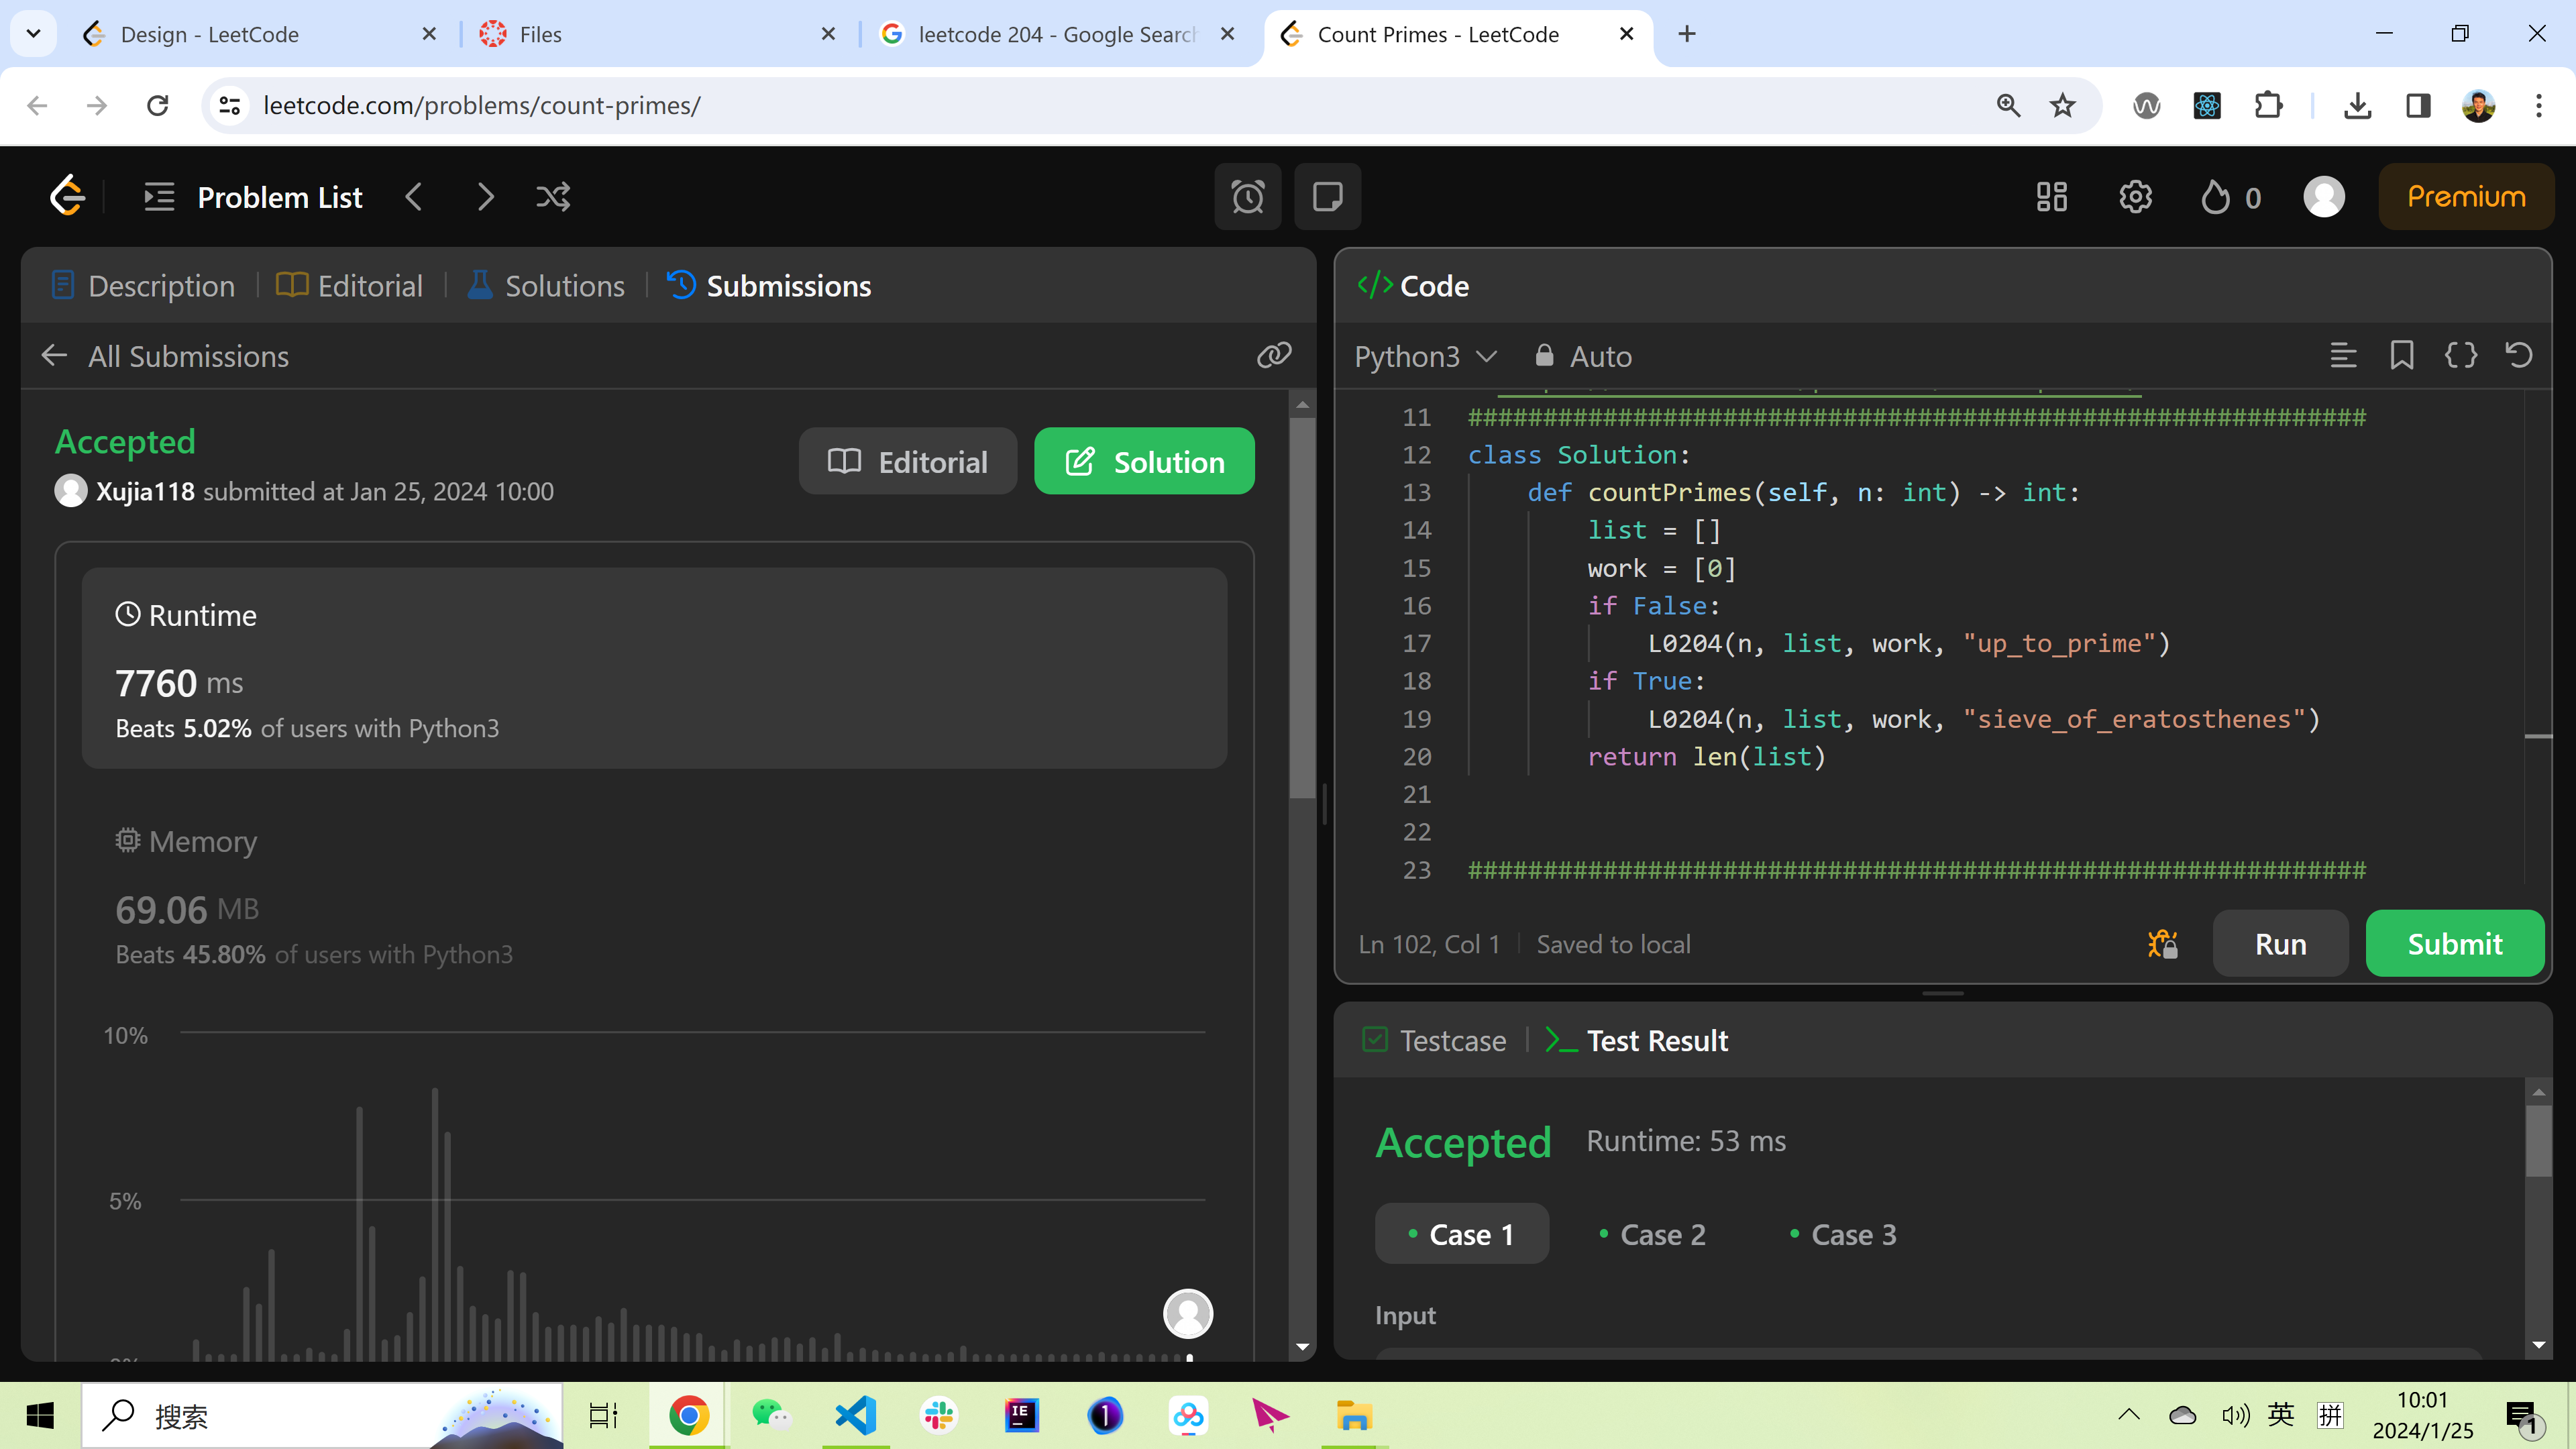 Design - LeetCode
Files
leetcode 204 - Google Search
Count Primes - LeetCode
leetcode.com/problems/count-primes/
Problem List
0
Premium
Description
Editorial
Solutions
Submissions
All Submissions
Accepted
Xujia118 submitted at Jan 25, 2024 10:00
Editorial
Solution
Runtime
7760 ms
Beats 5.02% of users with Python3
Memory
69.06 MB
Beats 45.80% of users with Python3
10%
5%
Code
Python3
Auto
11 ############################################################
12 class Solution:
13     def countPrimes(self, n: int) -> int:
14         list = []
15         work = [0]
16         if False:
17             L0204(n, list, work, "up_to_prime")
18         if True:
19             L0204(n, list, work, "sieve_of_eratosthenes")
20         return len(list)
21
22
23 ############################################################
Ln 102, Col 1
Saved to local
Run
Submit
Testcase
Test Result
Accepted
Runtime: 53 ms
Case 1
Case 2
Case 3
Input
搜索
英
拼
10:01
2024/1/25
1